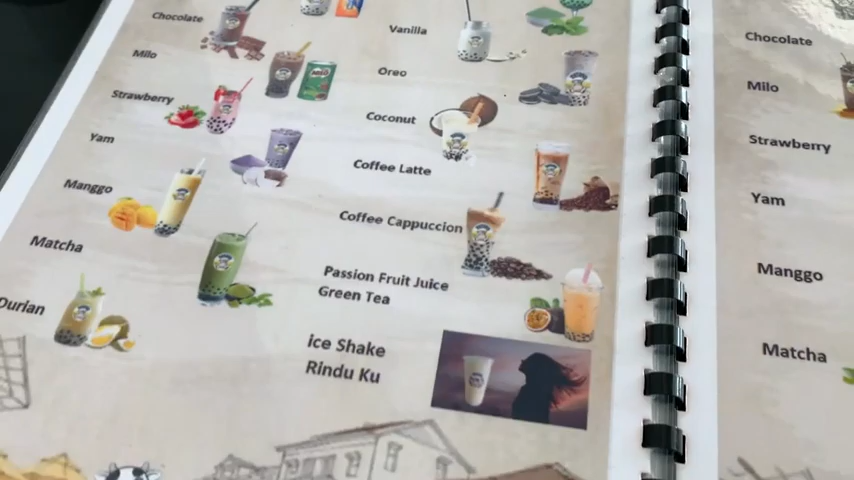 Chocolate
Milo
Strawberry
Yam
Manggo
Matcha
Durian
Vanilla
Oreo
Coconut
Coffee Latte
Coffee Cappuccion
Passion Fruit Juice
Green Tea
ice Shake
Rindu Ku
MILO
Chocolate
Milo
Strawberry
Yam
Manggo
Matcha